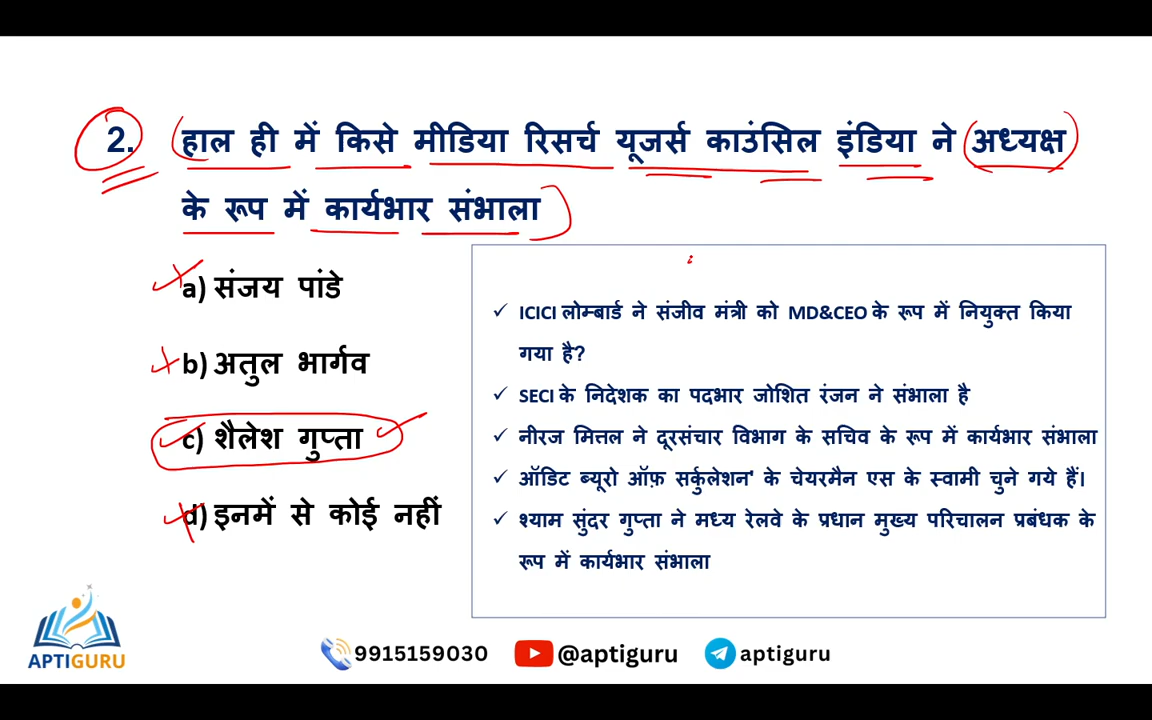 2. हाल ही में किसे मीडिया रिसर्च यूजर्स काउंसिल इंडिया ने अध्यक्ष
के रूप में कार्यभार संभाला
a) संजय पांडे
b) अतुल भार्गव
c) शैलेश गुप्ता
d) इनमें से कोई नहीं
✓ ICICI लोम्बार्ड ने संजीव मंत्री को MD&CEO के रूप में नियुक्त किया
गया है?
✓ SECI के निदेशक का पदभार जोशित रंजन ने संभाला है
✓ नीरज मित्तल ने दूरसंचार विभाग के सचिव के रूप में कार्यभार संभाला
✓ ऑडिट ब्यूरो ऑफ़ सर्कुलेशन' के चेयरमैन एस के स्वामी चुने गये हैं।
✓ श्याम सुंदर गुप्ता ने मध्य रेलवे के प्रधान मुख्य परिचालन प्रबंधक के
रूप में कार्यभार संभाला
APTIGURU
9915159030 @aptiguru aptiguru